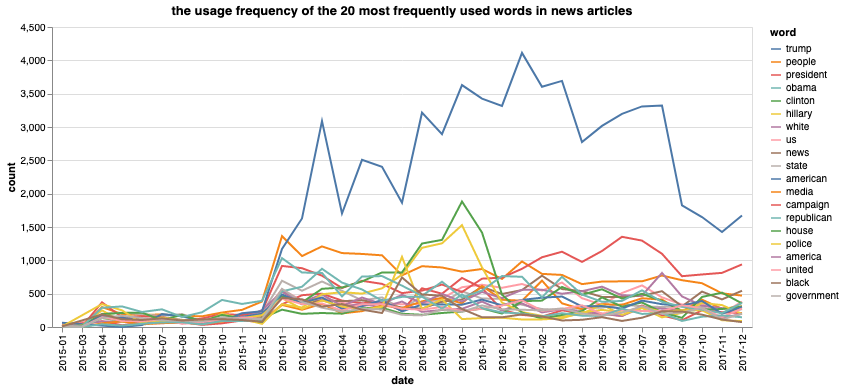 the usage frequency of the 20 most frequently used words in news articles
4,500
4,000
3,500
3,000
2,500
2,000
1,500
1,000
500
0
count
2015-01
2015-03
2015-04
2015-05
2015-06
2015-07
2015-08
2015-09
2015-10
2015-11
2015-12
2016-01
2016-02
2016-03
2016-04
2016-05
2016-06
2016-07
2016-08
2016-09
2016-10
2016-11
2016-12
2017-01
2017-02
2017-03
2017-04
2017-05
2017-06
2017-07
2017-08
2017-09
2017-10
2017-11
2017-12
date
word
trump
people
president
obama
clinton
hillary
white
us
news
state
american
media
campaign
republican
house
police
america
united
black
government